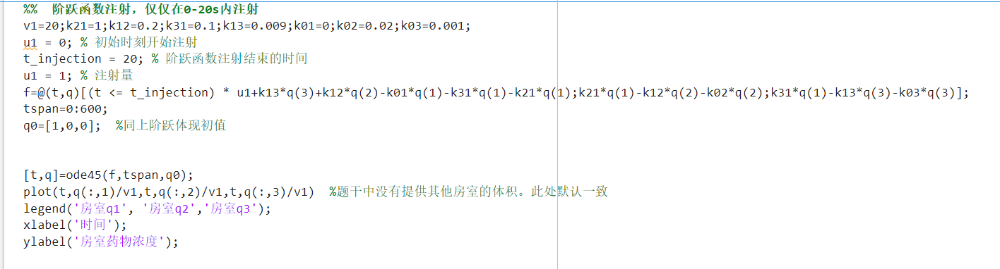 %%  阶跃函数注射，仅仅在0-20s内注射
v1=20;k21=1;k12=0.2;k31=0.1;k13=0.009;k01=0;k02=0.02;k03=0.001;
u1 = 0; % 初始时刻开始注射
t_injection = 20; % 阶跃函数注射结束的时间
u1 = 1; % 注射量
f=@(t,q)[(t <= t_injection) * u1+k13*q(3)+k12*q(2)-k01*q(1)-k31*q(1)-k21*q(1);k21*q(1)-k12*q(2)-k02*q(2);k31*q(1)-k13*q(3)-k03*q(3)];
tspan=0:600;
q0=[1,0,0];  %同上阶跃体现初值
[t,q]=ode45(f,tspan,q0);
plot(t,q(:,1)/v1,t,q(:,2)/v1,t,q(:,3)/v1)  %题干中没有提供其他房室的体积。此处默认一致
legend('房室q1', '房室q2','房室q3');
xlabel('时间');
ylabel('房室药物浓度');